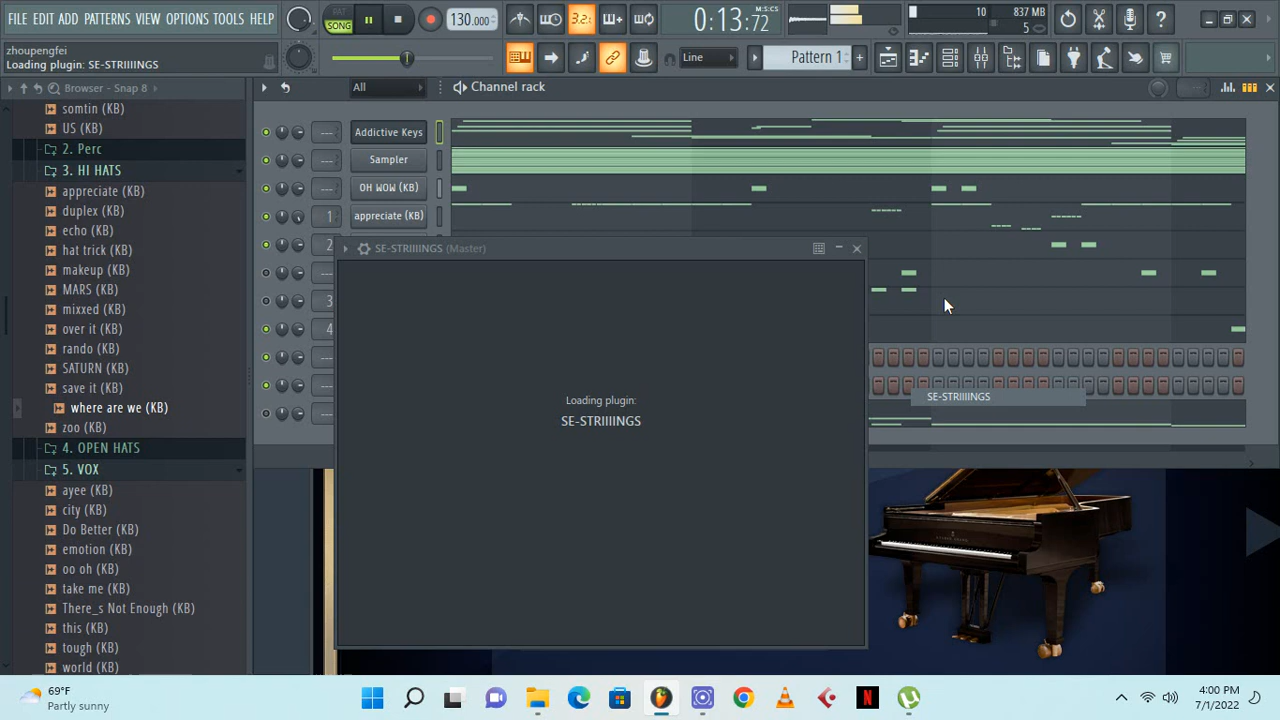 FILE EDIT ADD PATTERNS VIEW OPTIONS TOOLS HELP
PAT
SONG
130.000
3.2:
0:13:72
M:S:CS
10
837 MB
5
zhoupengfei
Loading plugin: SE-STRIIIINGS
Line
Pattern 1
Browser - Snap 8
All
Channel rack
somtin (KB)
US (KB)
2. Perc
3. HI HATS
appreciate (KB)
duplex (KB)
echo (KB)
hat trick (KB)
makeup (KB)
MARS (KB)
mixxed (KB)
over it (KB)
rando (KB)
SATURN (KB)
save it (KB)
where are we (KB)
zoo (KB)
4. OPEN HATS
5. VOX
ayee (KB)
city (KB)
Do Better (KB)
emotion (KB)
oo oh (KB)
take me (KB)
There_s Not Enough (KB)
this (KB)
tough (KB)
world (KB)
--- Addictive Keys
--- Sampler
--- OH WOW (KB)
1 appreciate (KB)
2
---
3
4
---
---
---
SE-STRIIIINGS (Master)
Loading plugin:
SE-STRIIIINGS
SE-STRIIIINGS
69°F
Partly sunny
4:00 PM
7/1/2022